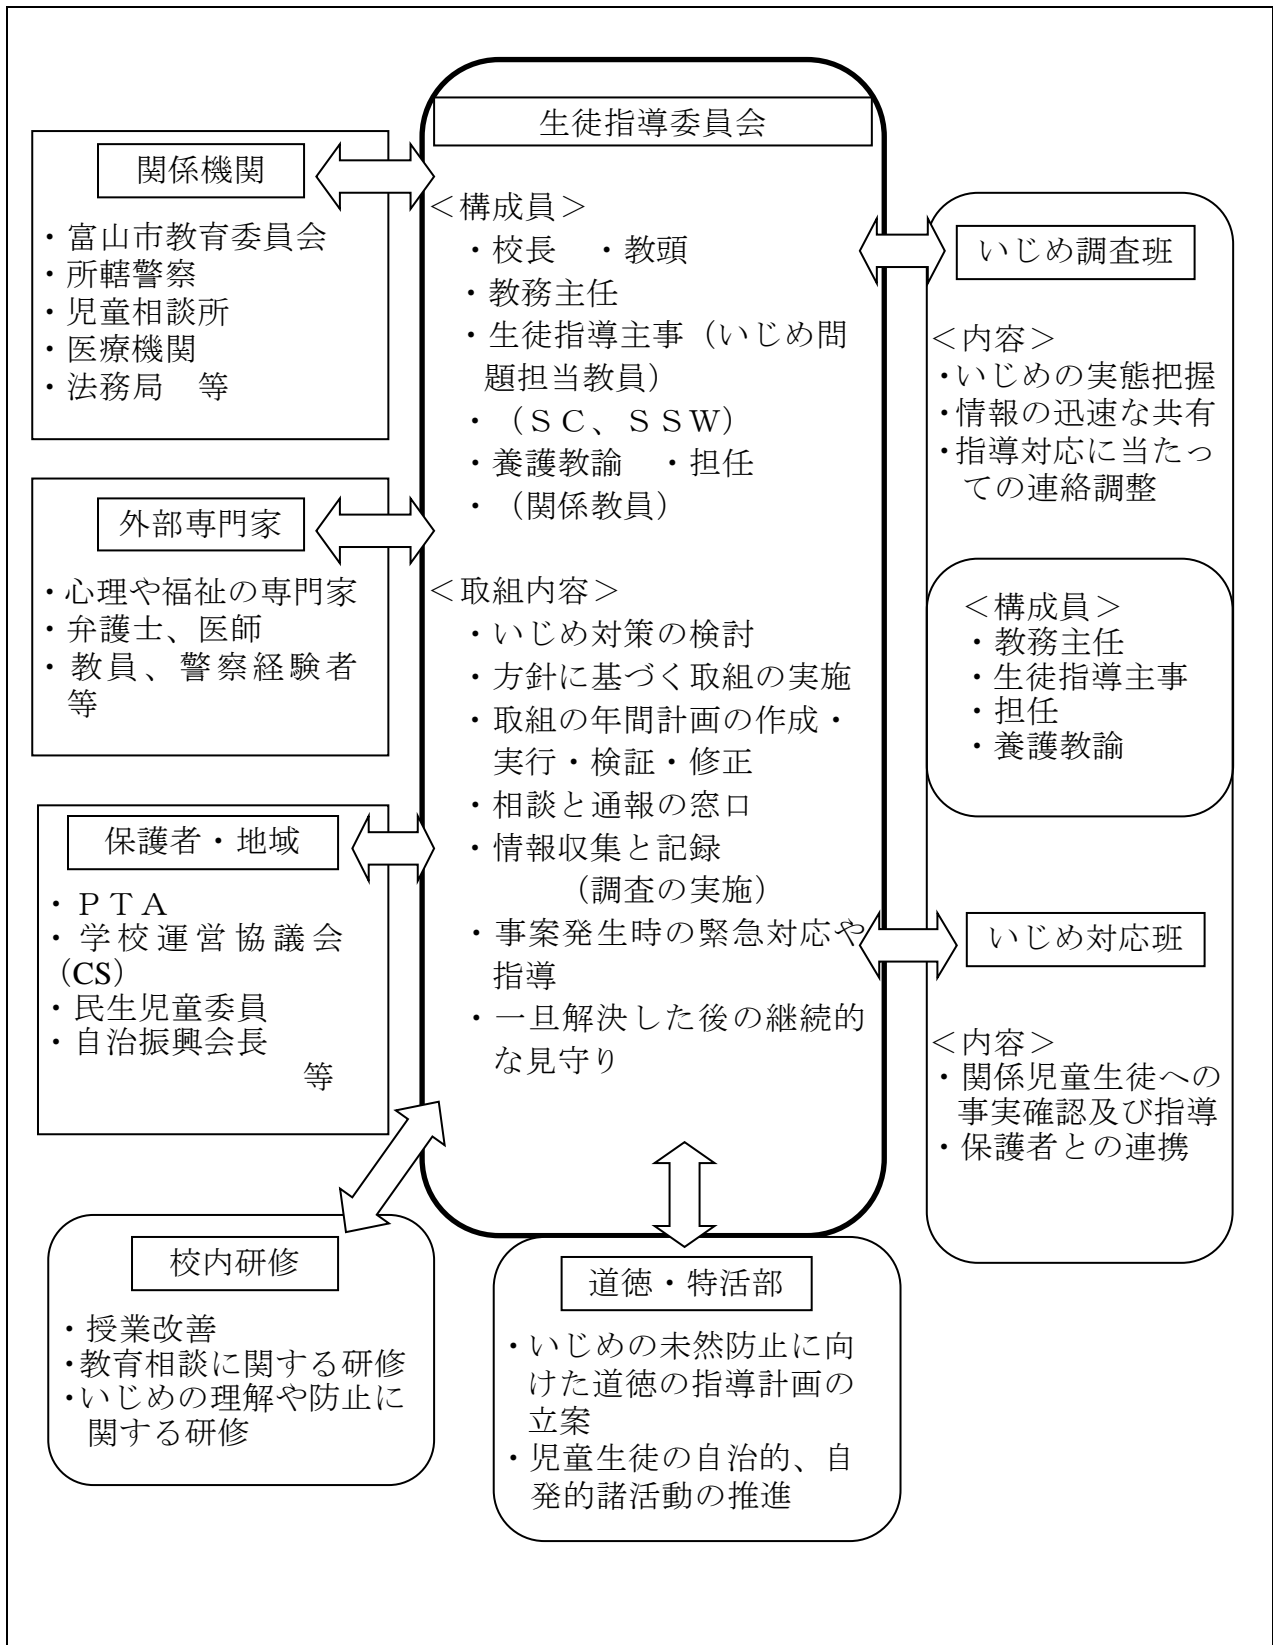 生徒指導委員会
＜構成員＞
・校長　・教頭
・教務主任
・生徒指導主事（いじめ問
題担当教員）
・（ＳＣ、ＳＳＷ）
・養護教諭　・担任
・（関係教員）
＜取組内容＞
・いじめ対策の検討
・方針に基づく取組の実施
・取組の年間計画の作成・
実行・検証・修正
・相談と通報の窓口
・情報収集と記録
（調査の実施）
・事案発生時の緊急対応や
指導
・一旦解決した後の継続的
な見守り
関係機関
・富山市教育委員会
・所轄警察
・児童相談所
・医療機関
・法務局　等
外部専門家
・心理や福祉の専門家
・弁護士、医師
・教員、警察経験者
等
保護者・地域
・ＰＴＡ
・学校運営協議会
（CS）
・民生児童委員
・自治振興会長
等
いじめ調査班
＜内容＞
・いじめの実態把握
・情報の迅速な共有
・指導対応に当たっ
ての連絡調整
＜構成員＞
・教務主任
・生徒指導主事
・担任
・養護教諭
いじめ対応班
＜内容＞
・関係児童生徒への
事実確認及び指導
・保護者との連携
校内研修
・授業改善
・教育相談に関する研修
・いじめの理解や防止に
関する研修
道徳・特活部
・いじめの未然防止に向
けた道徳の指導計画の
立案
・児童生徒の自治的、自
発的諸活動の推進